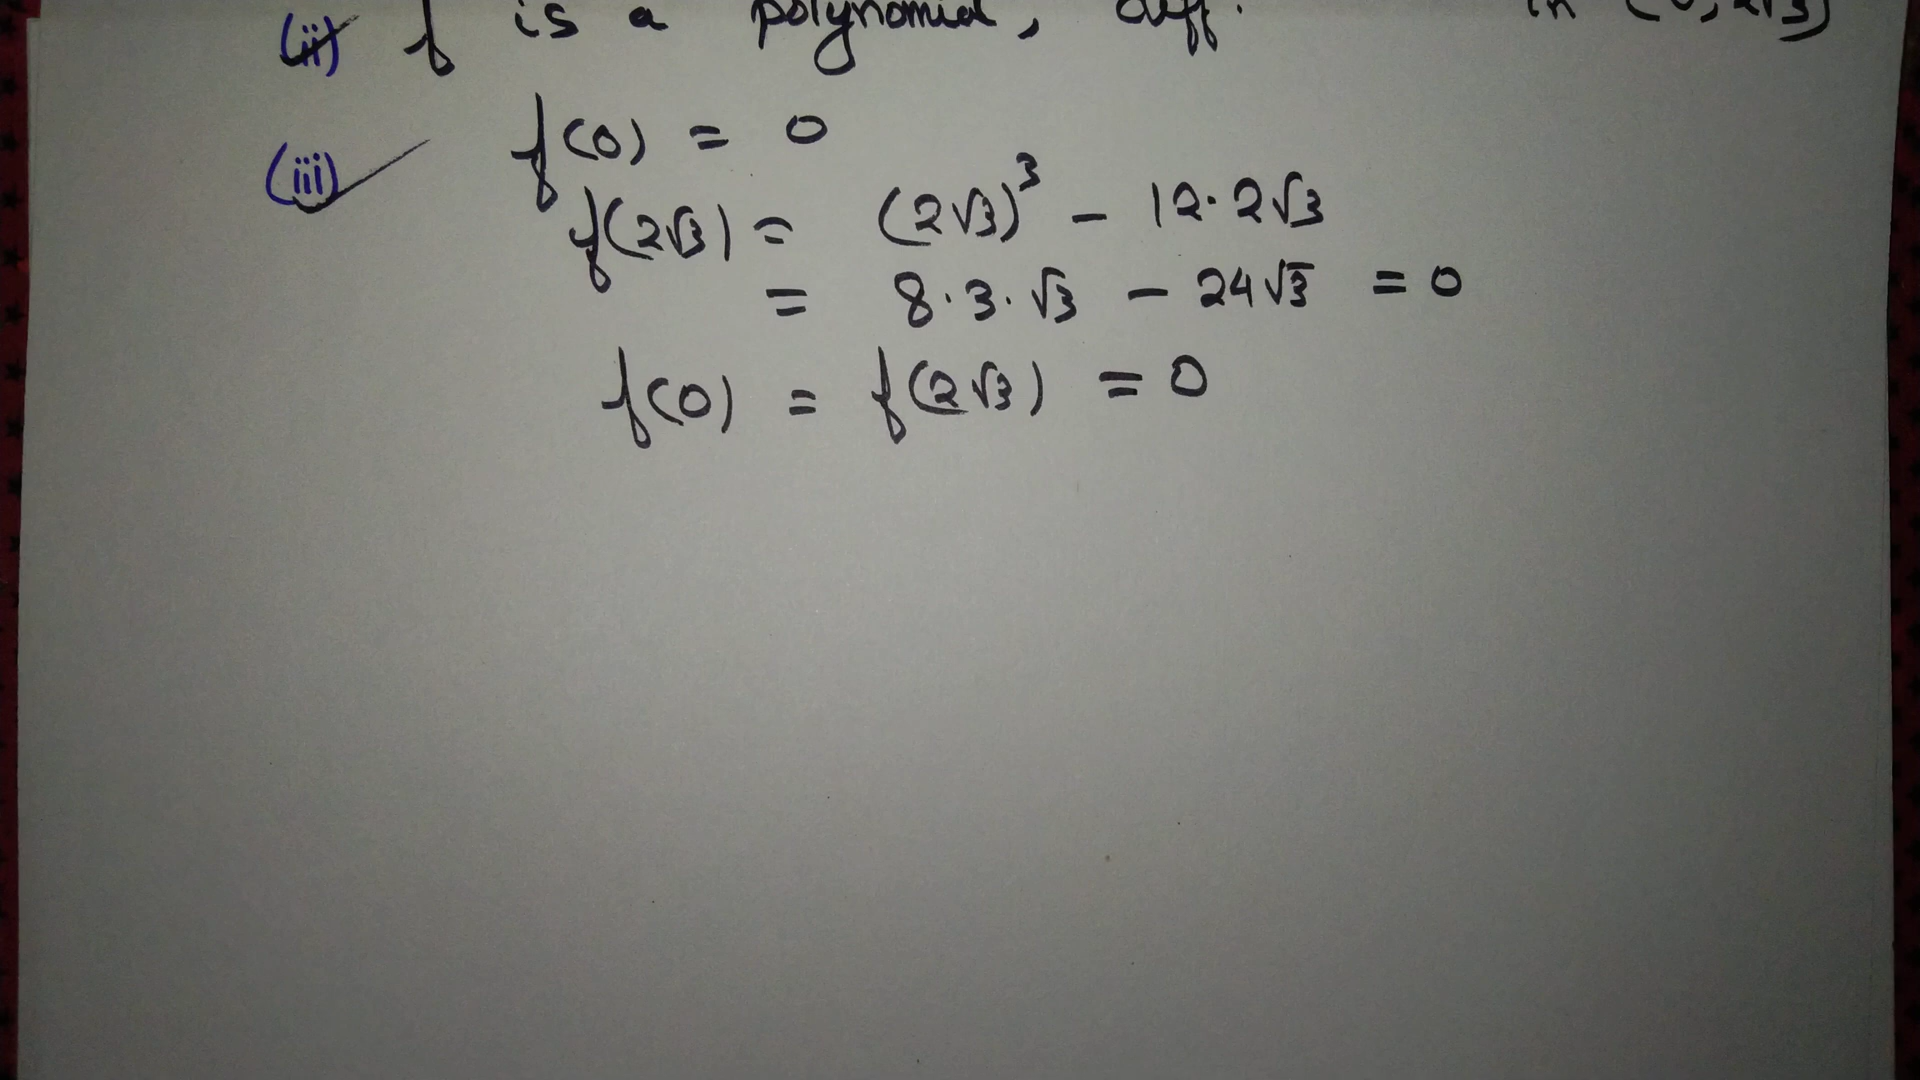 (ii) f is a polynomial, diff. in (0, 2√3)
(iii) f(0) = 0
f(2√3) = (2√3)³ - 12·2√3
= 8·3·√3 - 24√3 = 0
f(0) = f(2√3) = 0